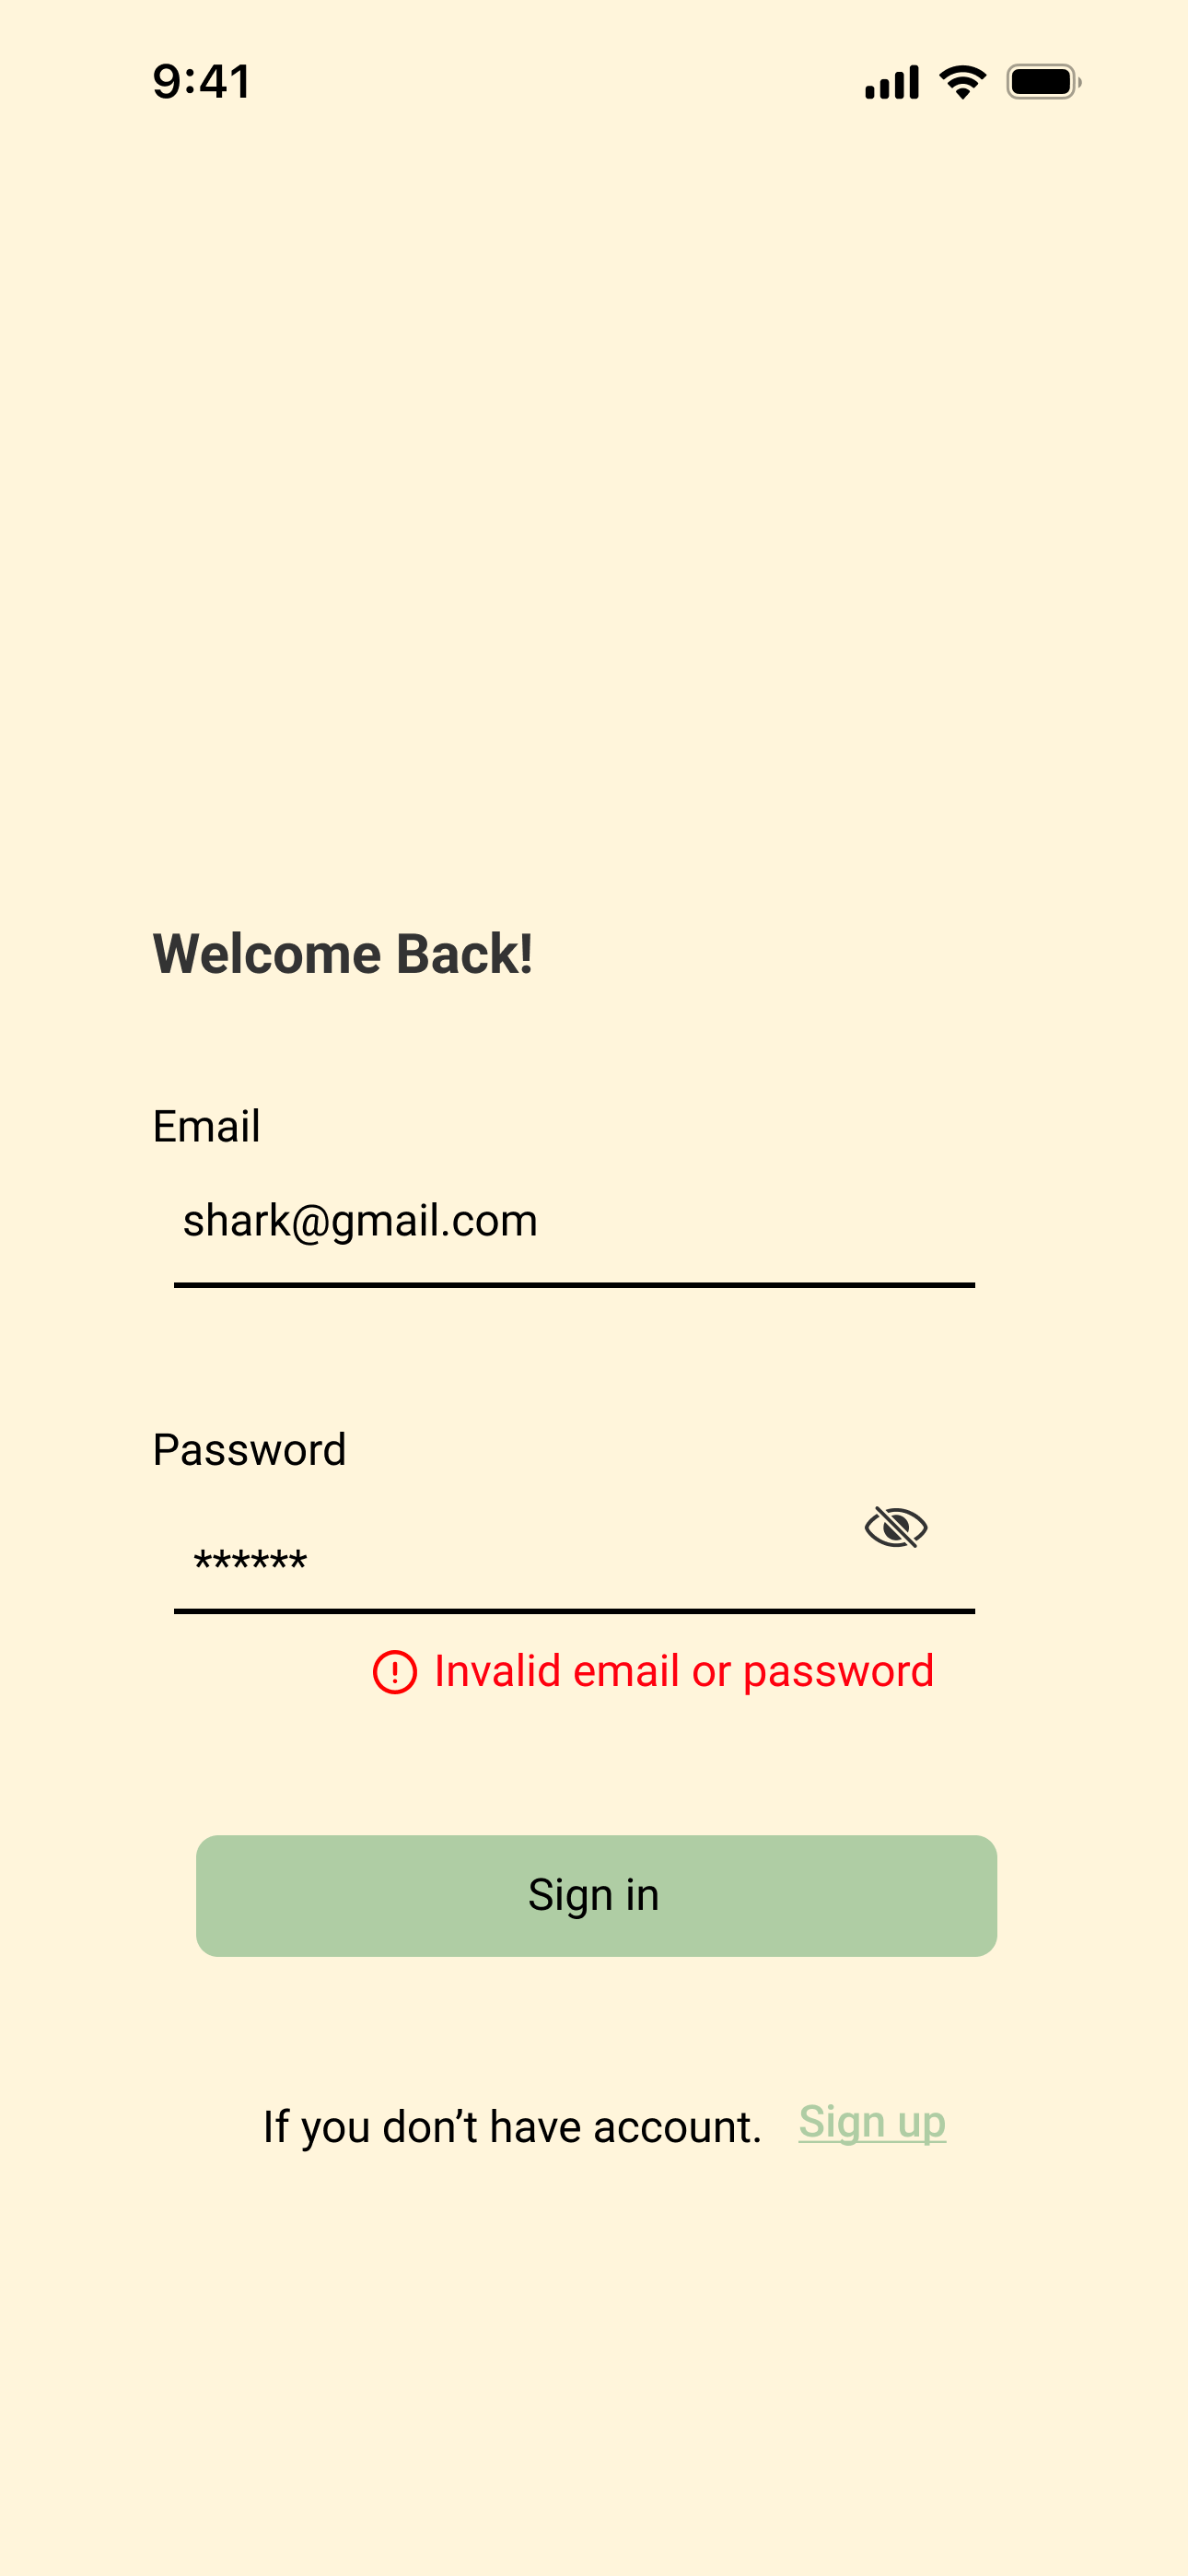 9:41
Welcome Back!
Email
shark@gmail.com
Password
******
Invalid email or password
Sign in
If you don’t have account. Sign up